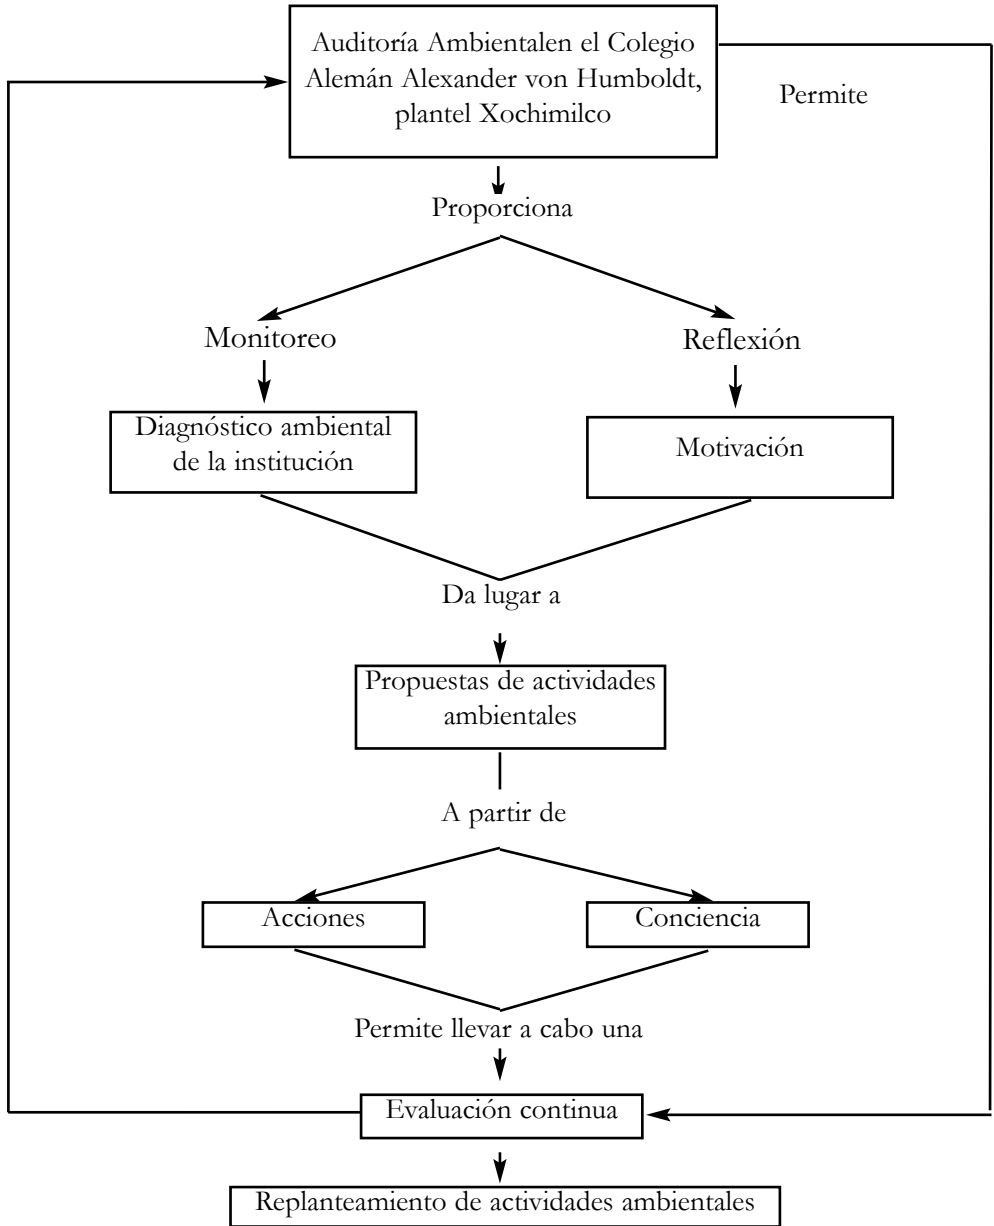 Auditoría Ambientalen el Colegio
Alemán Alexander von Humboldt,
plantel Xochimilco
Permite
Proporciona
Monitoreo
Reflexión
Diagnóstico ambiental
de la institución
Motivación
Da lugar a
Propuestas de actividades
ambientales
A partir de
Acciones
Conciencia
Permite llevar a cabo una
Evaluación continua
Replanteamiento de actividades ambientales